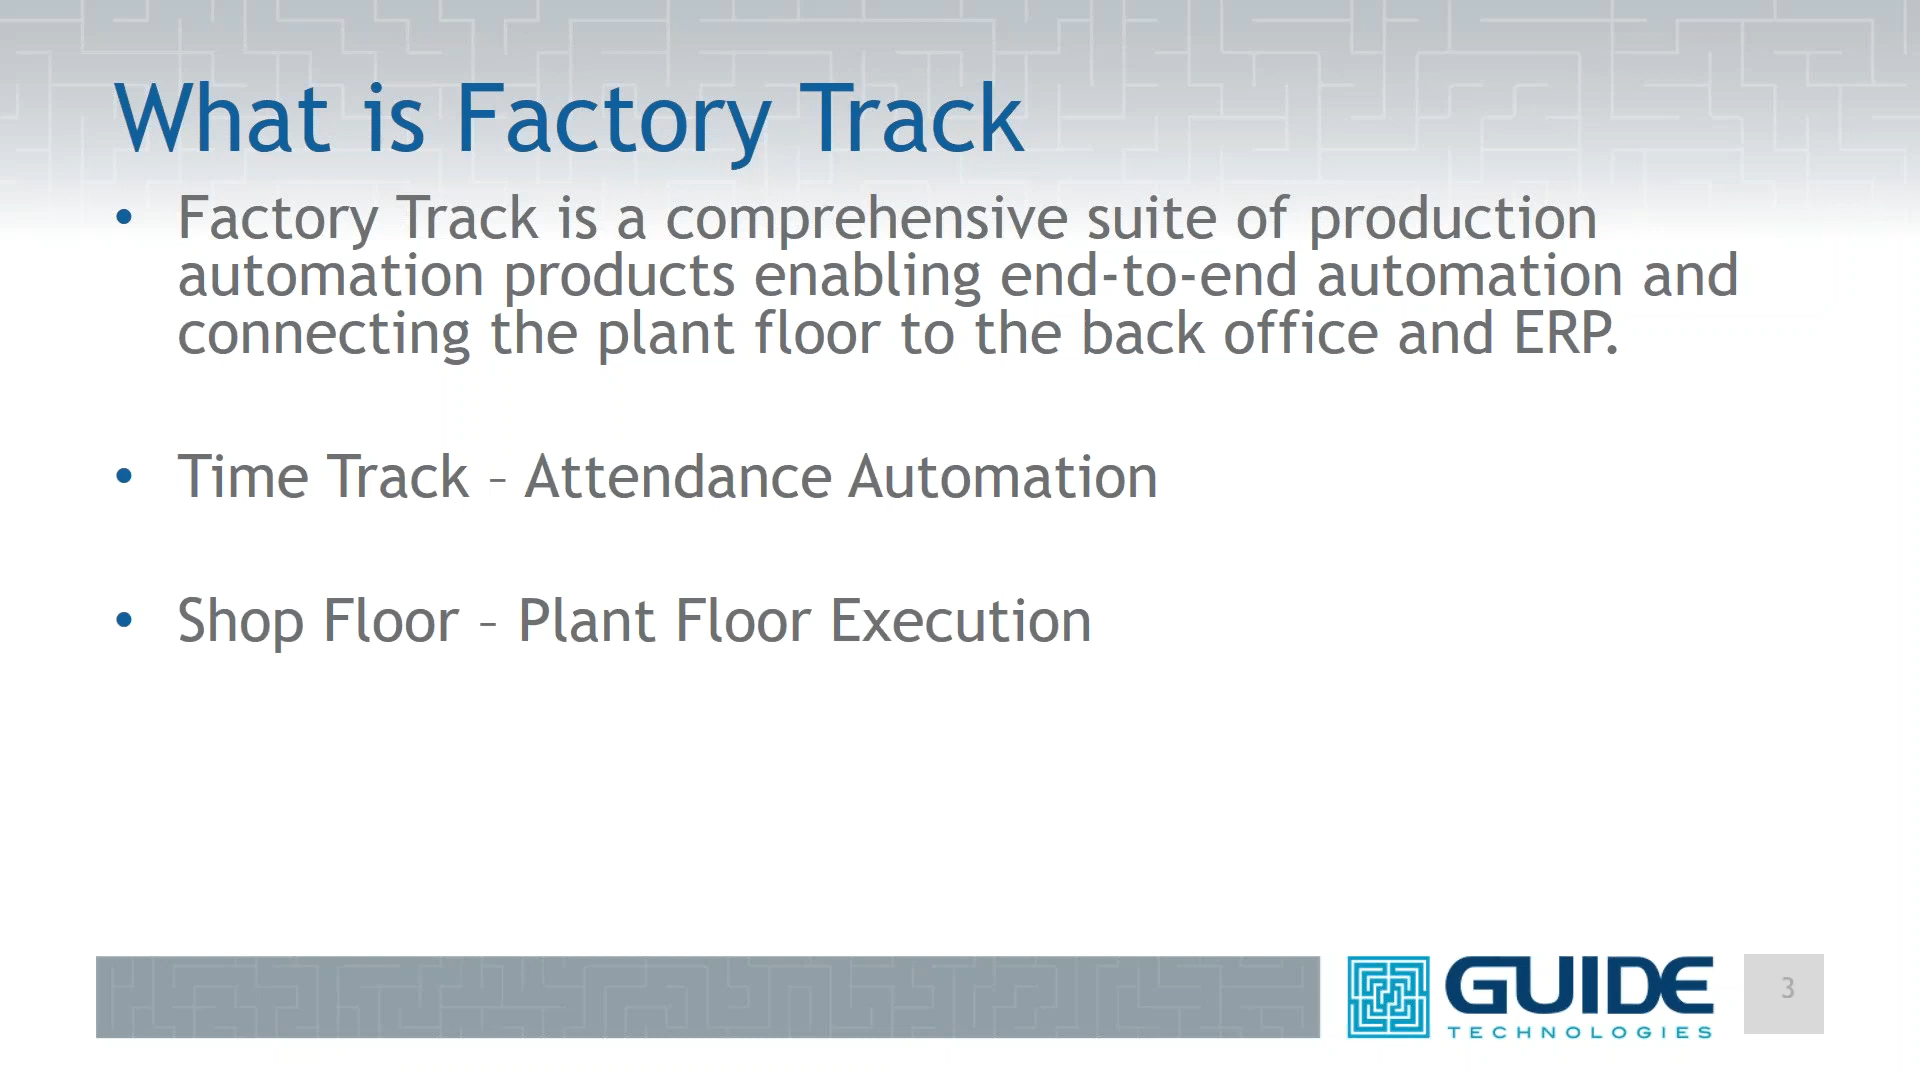 What is Factory Track
• Factory Track is a comprehensive suite of production
automation products enabling end-to-end automation and
connecting the plant floor to the back office and ERP.
• Time Track – Attendance Automation
• Shop Floor – Plant Floor Execution
GUIDE
TECHNOLOGIES
3